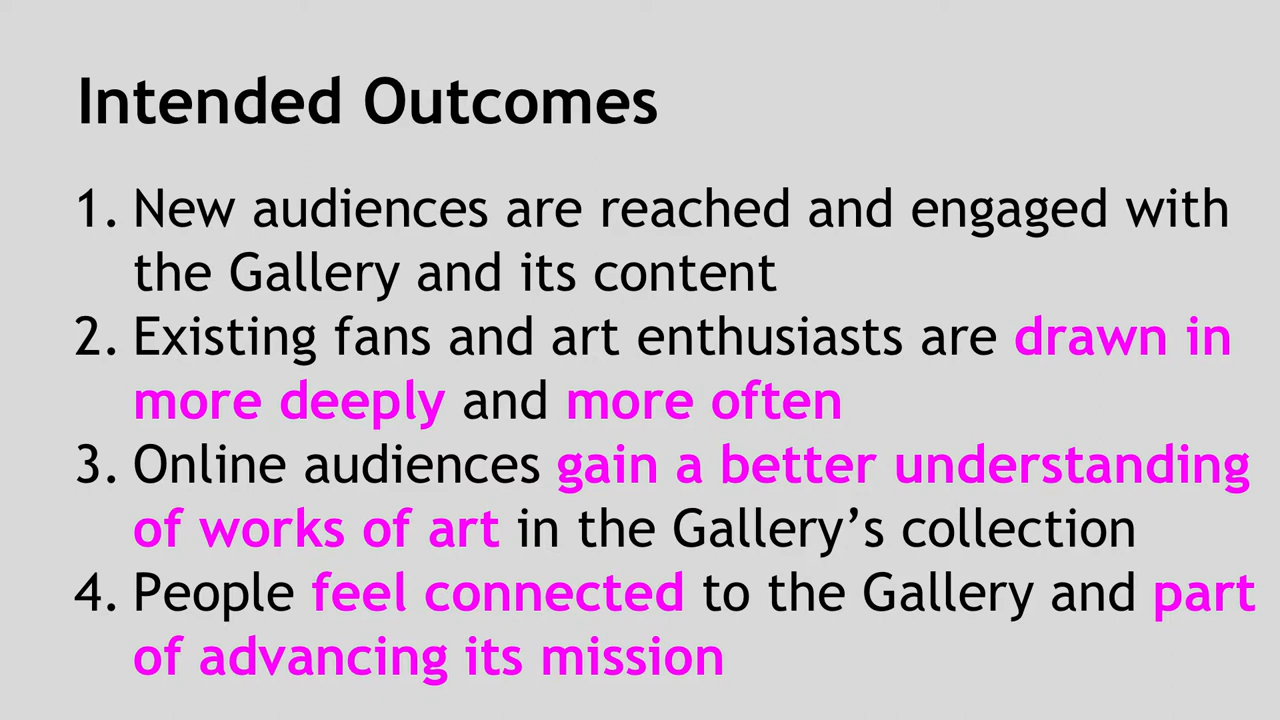 Intended Outcomes
1. New audiences are reached and engaged with
the Gallery and its content
2. Existing fans and art enthusiasts are drawn in
more deeply and more often
3. Online audiences gain a better understanding
of works of art in the Gallery’s collection
4. People feel connected to the Gallery and part
of advancing its mission